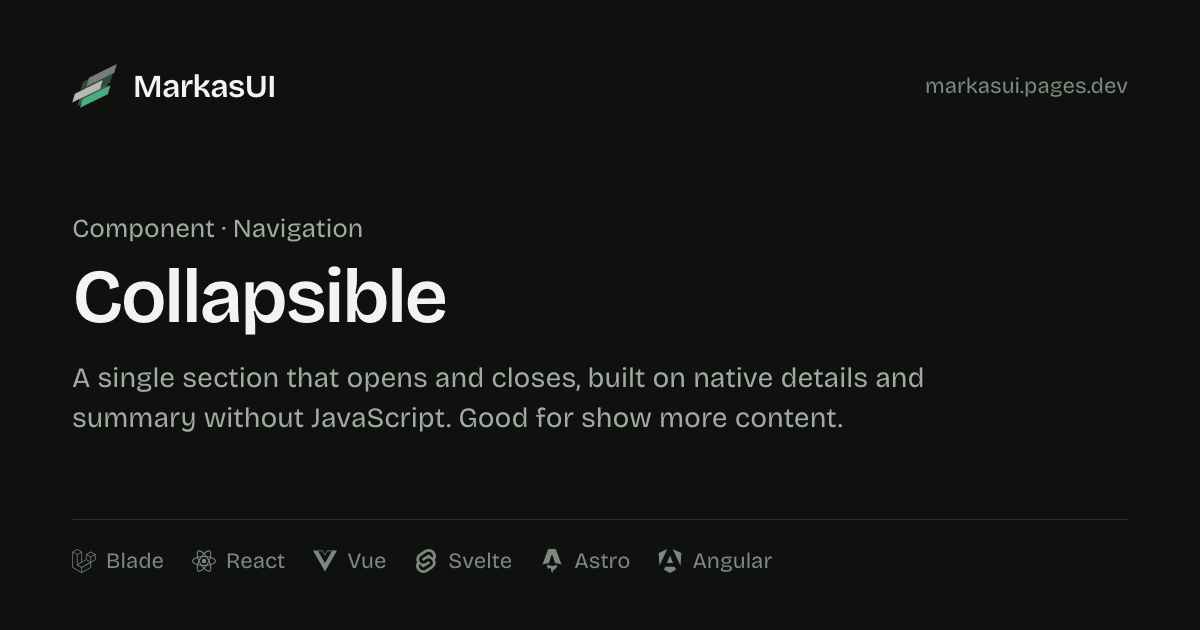 MarkasUI
markasui.pages.dev
Component · Navigation
Collapsible
A single section that opens and closes, built on native details and
summary without JavaScript. Good for show more content.
Blade React Vue Svelte Astro Angular